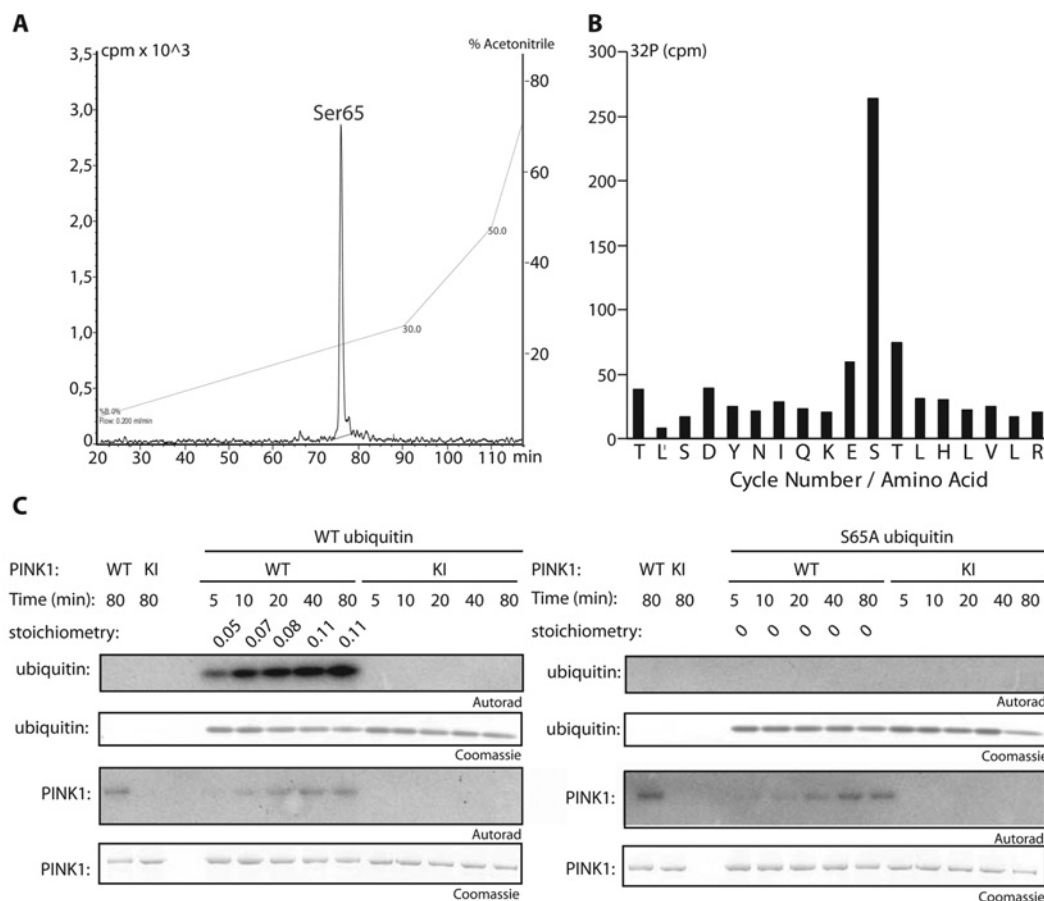 A
cpm x 10^3
% Acetonitrile
3,5
3,0
2,5
2,0
1,5
1,0
0,5
0
80
60
40
20
Ser65
50.0
30.0
%B: 0%
Flow: 0.200 ml/min
20 30 40 50 60 70 80 90 100 110 min
B
32P (cpm)
300
250
200
150
100
50
0
T L S D Y N I Q K E S T L H L V L R
Cycle Number / Amino Acid
C
WT ubiquitin
PINK1: WT KI WT KI
Time (min): 80 80 5 10 20 40 80 5 10 20 40 80
stoichiometry: 0.05 0.07 0.08 0.11 0.11
ubiquitin:
Autorad
ubiquitin:
Coomassie
PINK1:
Autorad
PINK1:
Coomassie
S65A ubiquitin
PINK1: WT KI WT KI
Time (min): 80 80 5 10 20 40 80 5 10 20 40 80
stoichiometry: 0 0 0 0 0
ubiquitin:
Autorad
ubiquitin:
Coomassie
PINK1:
Autorad
PINK1:
Coomassie